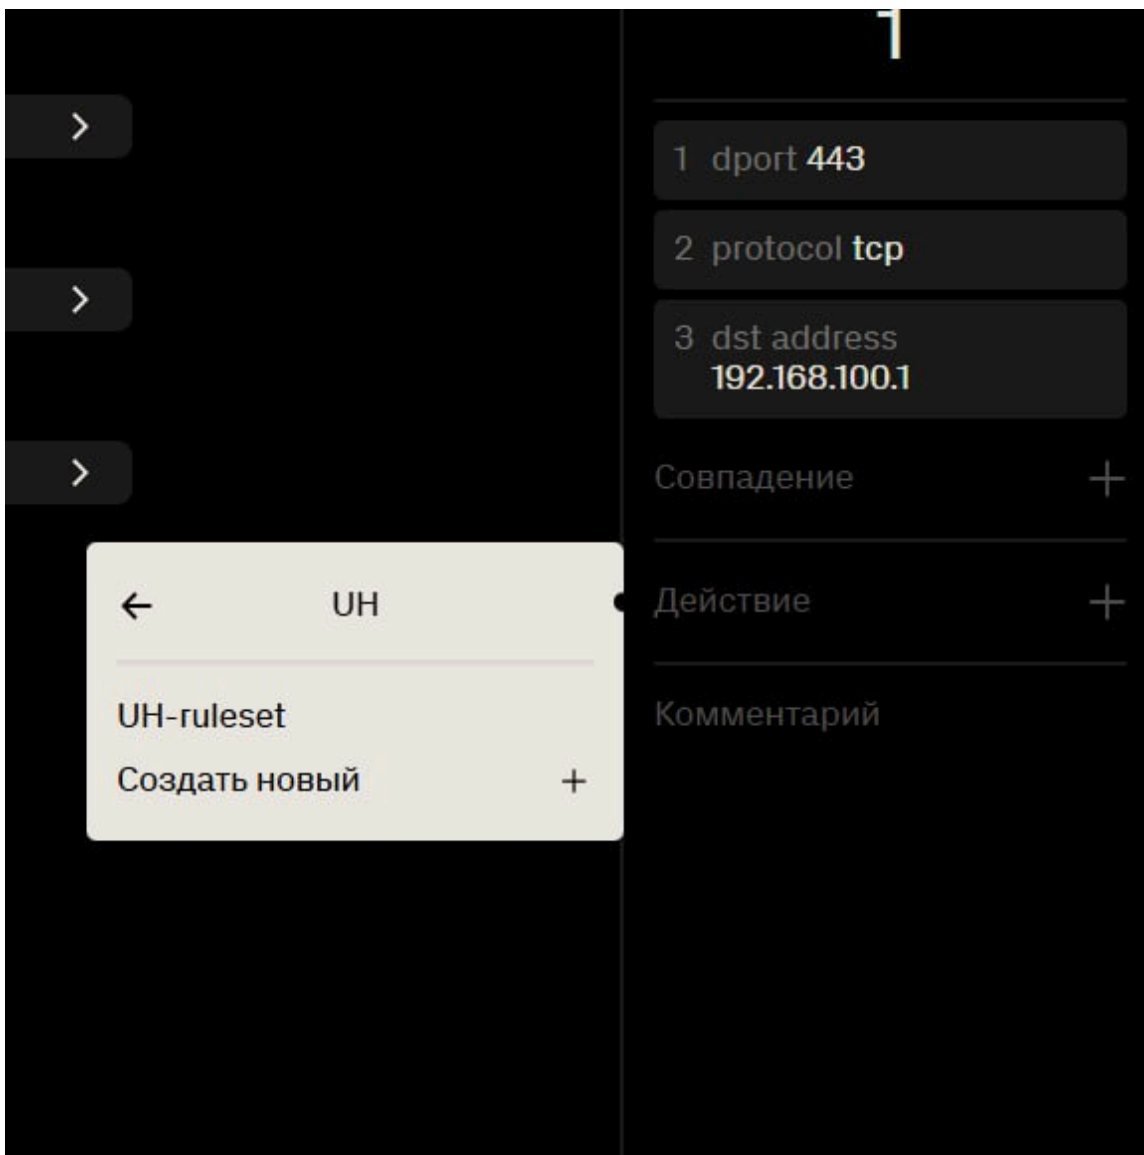 1
1 dport 443
2 protocol tcp
3 dst address
192.168.100.1
Совпадение
Действие
Комментарий
UH
UH-ruleset
Создать новый